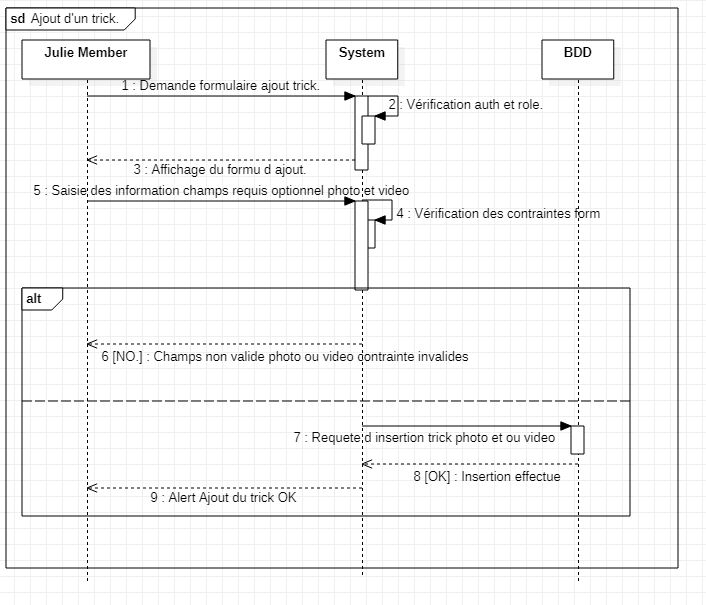 sd Ajout d'un trick.
Julie Member
System
BDD
1 : Demande formulaire ajout trick.
2 : Vérification auth et role.
3 : Affichage du formu d ajout.
5 : Saisie des information champs requis optionnel photo et video
4 : Vérification des contraintes form
alt
6 [NO.] : Champs non valide photo ou video contrainte invalides
7 : Requete d insertion trick photo et ou video
8 [OK] : Insertion effectue
9 : Alert Ajout du trick OK